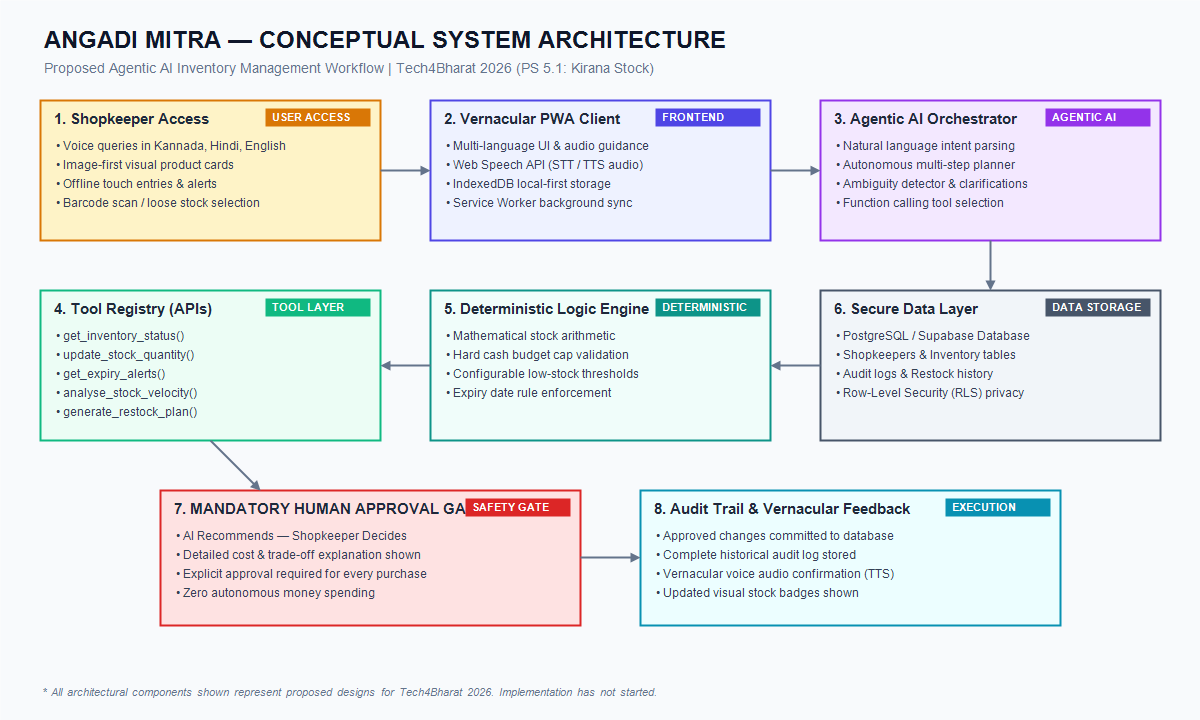 ANGADI MITRA — CONCEPTUAL SYSTEM ARCHITECTURE
Proposed Agentic AI Inventory Management Workflow | Tech4Bharat 2026 (PS 5.1: Kirana Stock)
1. Shopkeeper Access
USER ACCESS
• Voice queries in Kannada, Hindi, English
• Image-first visual product cards
• Offline touch entries & alerts
• Barcode scan / loose stock selection
2. Vernacular PWA Client
FRONTEND
• Multi-language UI & audio guidance
• Web Speech API (STT / TTS audio)
• IndexedDB local-first storage
• Service Worker background sync
3. Agentic AI Orchestrator
AGENTIC AI
• Natural language intent parsing
• Autonomous multi-step planner
• Ambiguity detector & clarifications
• Function calling tool selection
4. Tool Registry (APIs)
TOOL LAYER
• get_inventory_status()
• update_stock_quantity()
• get_expiry_alerts()
• analyse_stock_velocity()
• generate_restock_plan()
5. Deterministic Logic Engine
DETERMINISTIC
• Mathematical stock arithmetic
• Hard cash budget cap validation
• Configurable low-stock thresholds
• Expiry date rule enforcement
6. Secure Data Layer
DATA STORAGE
• PostgreSQL / Supabase Database
• Shopkeepers & Inventory tables
• Audit logs & Restock history
• Row-Level Security (RLS) privacy
7. MANDATORY HUMAN APPROVAL GA
SAFETY GATE
• AI Recommends — Shopkeeper Decides
• Detailed cost & trade-off explanation shown
• Explicit approval required for every purchase
• Zero autonomous money spending
8. Audit Trail & Vernacular Feedback
EXECUTION
• Approved changes committed to database
• Complete historical audit log stored
• Vernacular voice audio confirmation (TTS)
• Updated visual stock badges shown
* All architectural components shown represent proposed designs for Tech4Bharat 2026. Implementation has not started.